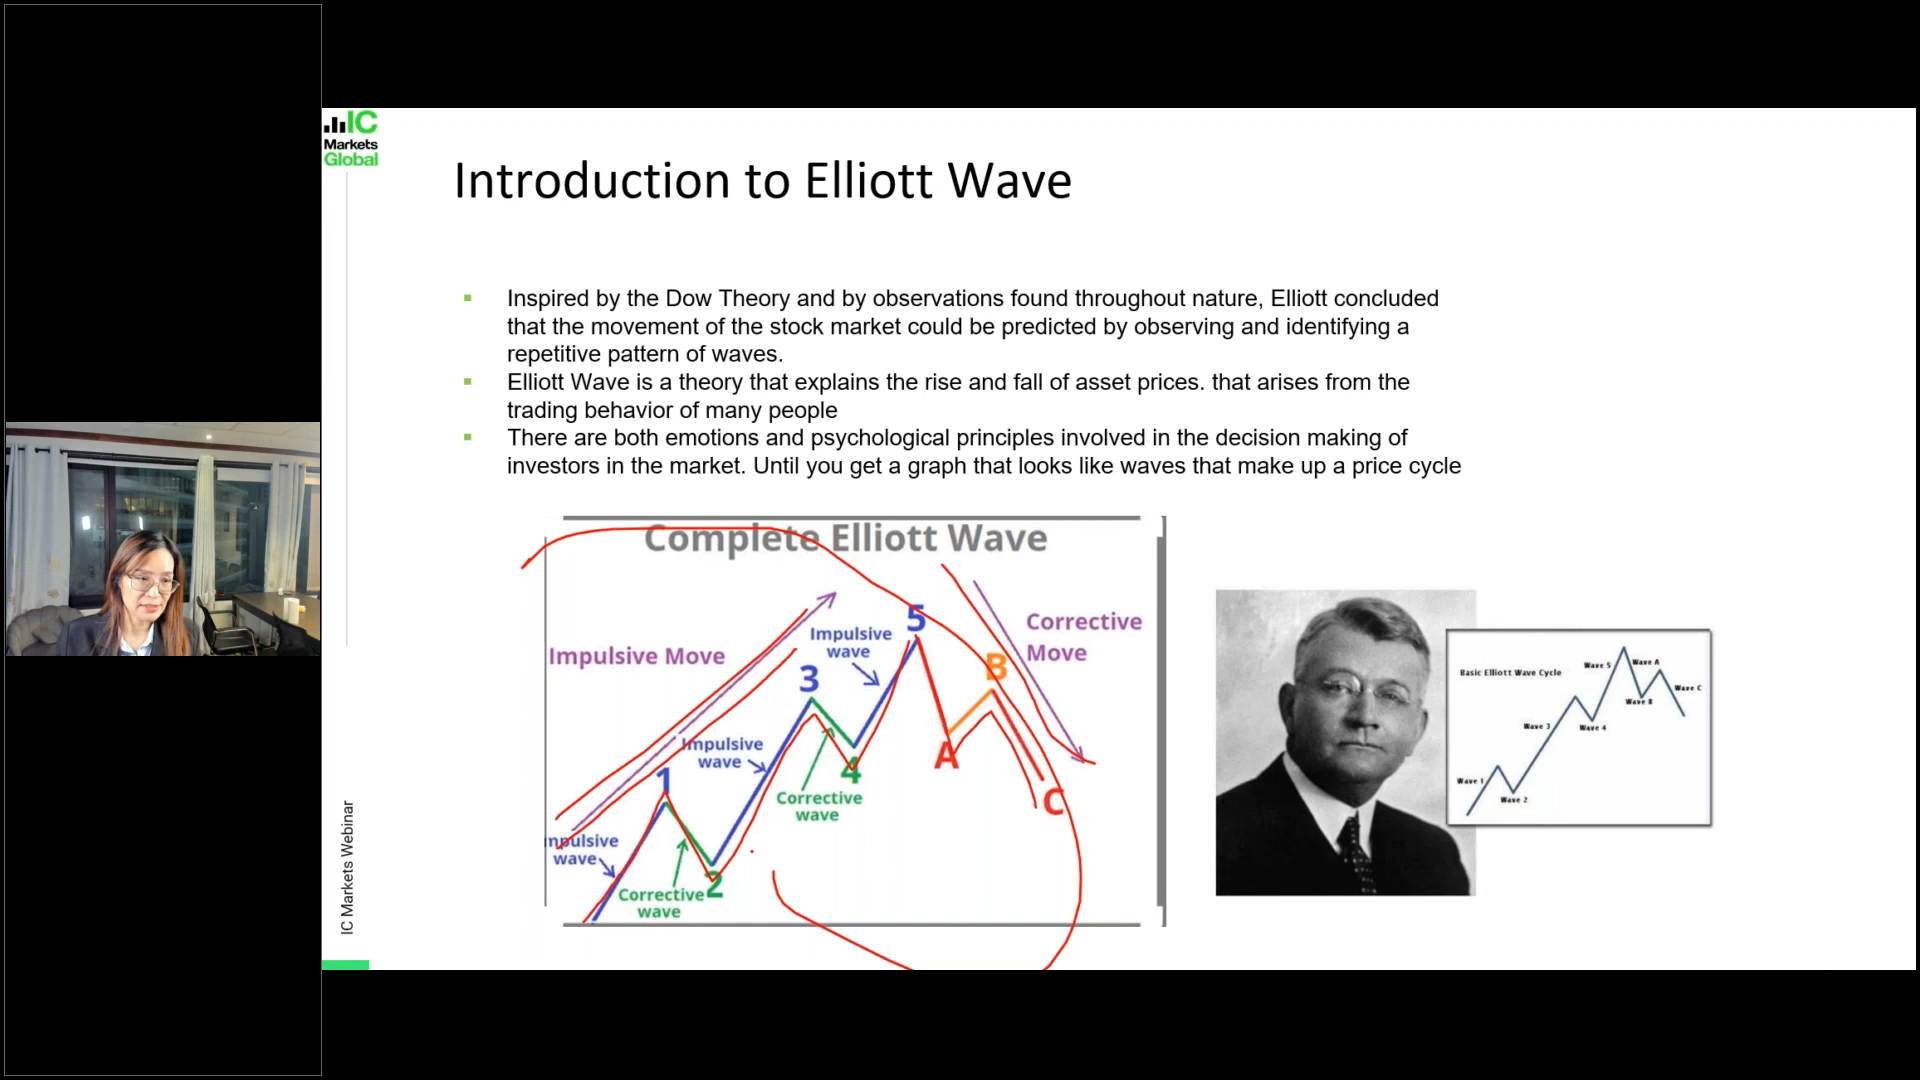 IC
Markets
Global
Introduction to Elliott Wave
Inspired by the Dow Theory and by observations found throughout nature, Elliott concluded
that the movement of the stock market could be predicted by observing and identifying a
repetitive pattern of waves.
Elliott Wave is a theory that explains the rise and fall of asset prices. that arises from the
trading behavior of many people
There are both emotions and psychological principles involved in the decision making of
investors in the market. Until you get a graph that looks like waves that make up a price cycle
Complete Elliott Wave
Impulsive Move
Impulsive
wave
5
Corrective
Move
3
B
Impulsive
wave
1
4
A
Corrective
wave
C
mpulsive
wave
Corrective
wave
2
Basic Elliott Wave Cycle
Wave 5
Wave A
Wave C
Wave B
Wave 3
Wave 4
Wave 1
Wave 2
IC Markets Webinar